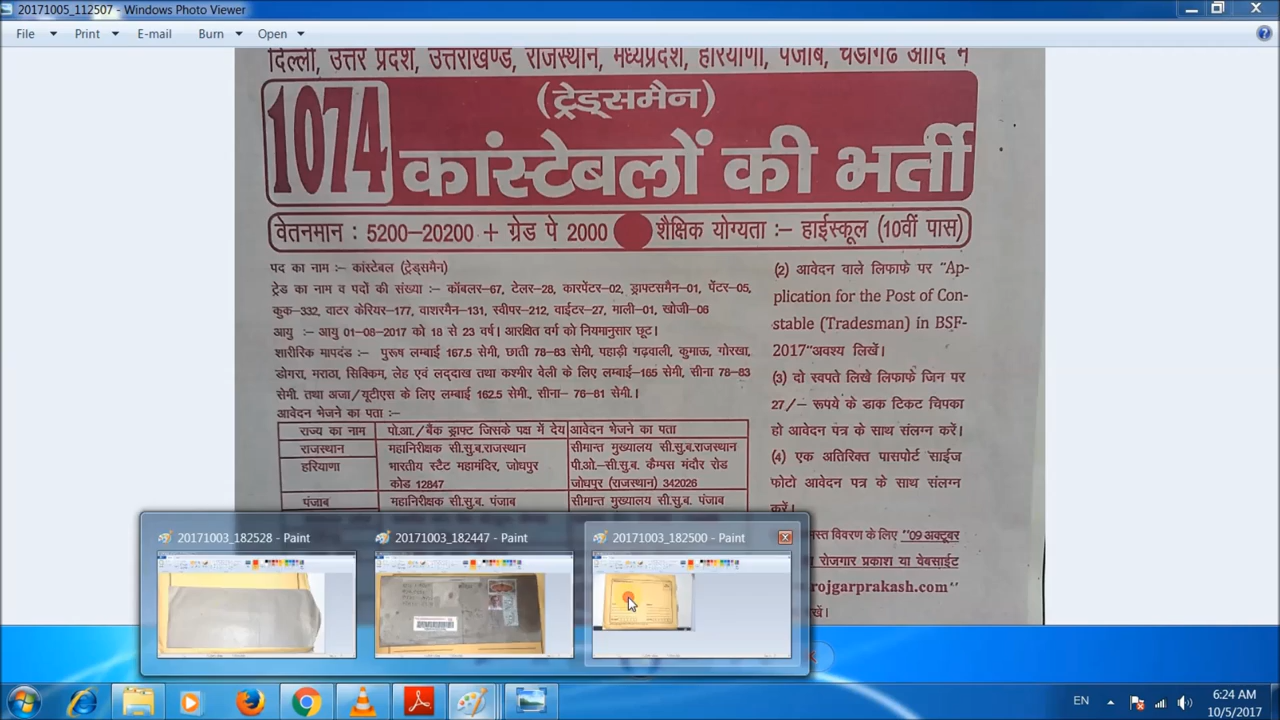 20171005_112507 - Windows Photo Viewer
File Print E-mail Burn Open
दिल्ली, उत्तर प्रदेश, उत्तराखण्ड, राजस्थान, मध्यप्रदेश, हरियाणा, पंजाब, चंडीगढ आदि में
(ट्रेड्समैन)
1074 कांस्टेबलों की भर्ती
वेतनमान : 5200-20200 + ग्रेड पे 2000 शैक्षिक योग्यता :- हाईस्कूल (10वीं पास)
पद का नाम :- कांस्टेबल (ट्रेड्समैन)
ट्रेड का नाम व पदों की संख्या :- कॉबलर-67, टेलर-28, कारपेंटर-02, ड्राफ्टसमैन-01, पेंटर-05,
कुक-332, वाटर केरियर-177, वाशरमैन-131, स्वीपर-212, वाईटर-27, माली-01, खोजी-06
आयु :- आयु 01-08-2017 को 18 से 23 वर्ष। आरक्षित वर्ग को नियमानुसार छूट।
शारीरिक मापदंड :- पुरूष लम्बाई 167.5 सेमी, छाती 78-83 सेमी, पहाड़ी गढ़वाली, कुमाऊ, गोरखा,
डोगरा, मराठा, सिक्किम, लेह एवं लद्दाख तथा कश्मीर वेली के लिए लम्बाई-165 सेमी, सीना 78-83
सेमी. तथा अजा/यूटीएस के लिए लम्बाई 162.5 सेमी., सीना- 76-81 सेमी.।
आवेदन भेजने का पता :-
राज्य का नाम पो.आ./बैंक ड्राफ्ट जिसके पक्ष में देय आवेदन भेजने का पता
राजस्थान महानिरीक्षक सी.सु.ब.राजस्थान सीमान्त मुख्यालय सी.सु.ब.राजस्थान
हरियाणा भारतीय स्टैट महामंदिर, जोधपुर पी.ओ.-सी.सु.ब. कैम्पस मंदौर रोड
कोड 12847 जोधपुर (राजस्थान) 342026
पंजाब महानिरीक्षक सी.सु.ब. पंजाब सीमान्त मुख्यालय सी.सु.ब. पंजाब
(2) आवेदन वाले लिफाफे पर "Ap-
plication for the Post of Con-
stable (Tradesman) in BSF-
2017"अवश्य लिखें।
(3) दो स्वपते लिखे लिफाफे जिन पर
27/- रूपये के डाक टिकट चिपका
हो आवेदन पत्र के साथ संलग्न करें।
(4) एक अतिरिक्त पासपोर्ट साईज
फोटो आवेदन पत्र के साथ संलग्न
करें।
विवरण के लिए "09 अक्टूबर
रोजगार प्रकाश या वेबसाईट
rojgarprakash.com"
20171003_182528 - Paint
20171003_182447 - Paint
20171003_182500 - Paint
EN
6:24 AM
10/5/2017